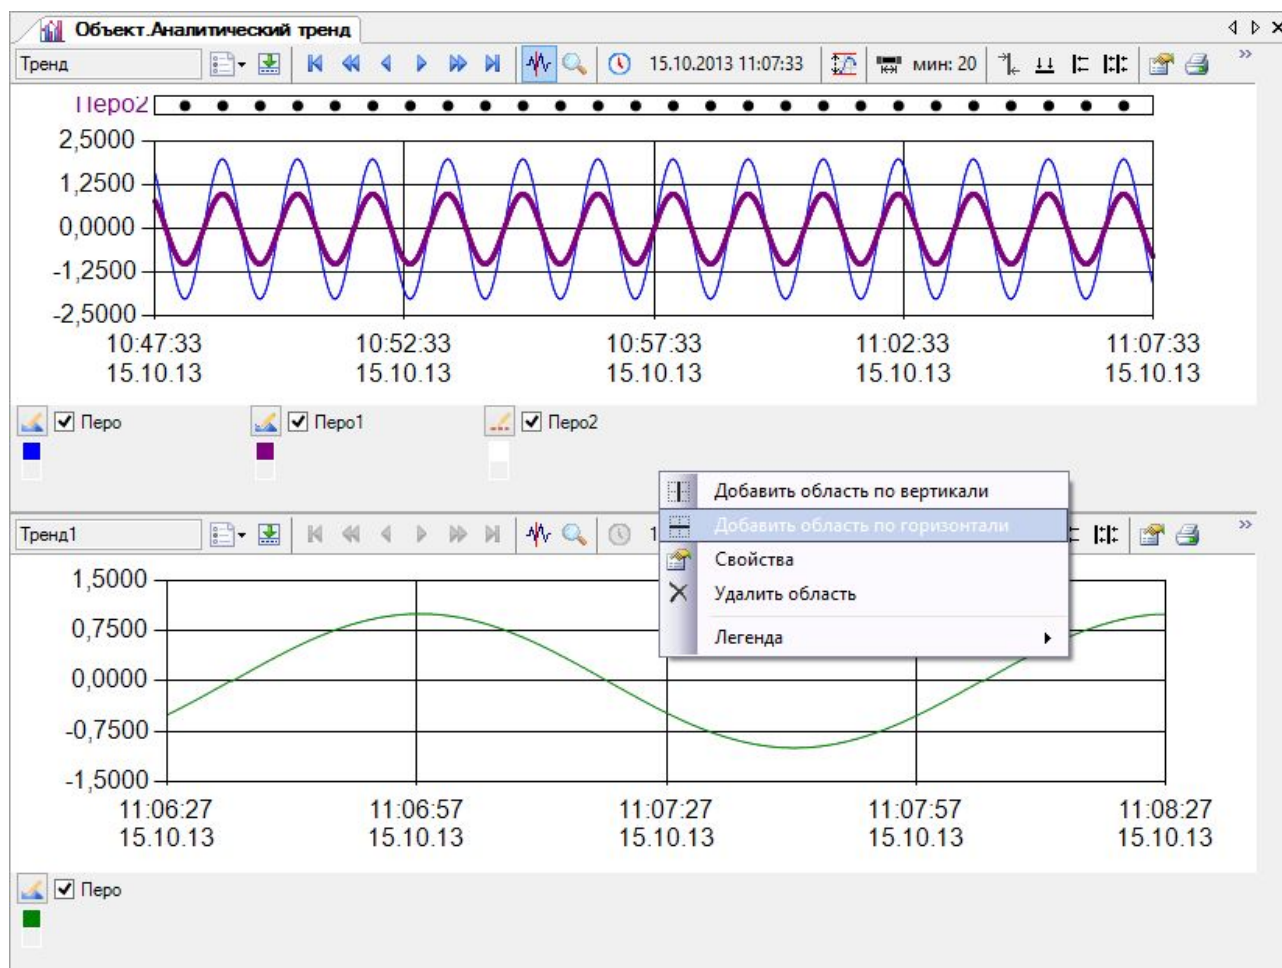 Объект.Аналитический тренд
Тренд 15.10.2013 11:07:33 мин: 20
Перо2
2,5000
1,2500
0,0000
-1,2500
-2,5000
10:47:33 10:52:33 10:57:33 11:02:33 11:07:33
15.10.13 15.10.13 15.10.13 15.10.13 15.10.13
Перо Перо1 Перо2
Добавить область по вертикали
Добавить область по горизонтали
Свойства
Удалить область
Легенда
Тренд1 1
1,5000
0,7500
0,0000
-0,7500
-1,5000
11:06:27 11:06:57 11:07:27 11:07:57 11:08:27
15.10.13 15.10.13 15.10.13 15.10.13 15.10.13
Перо